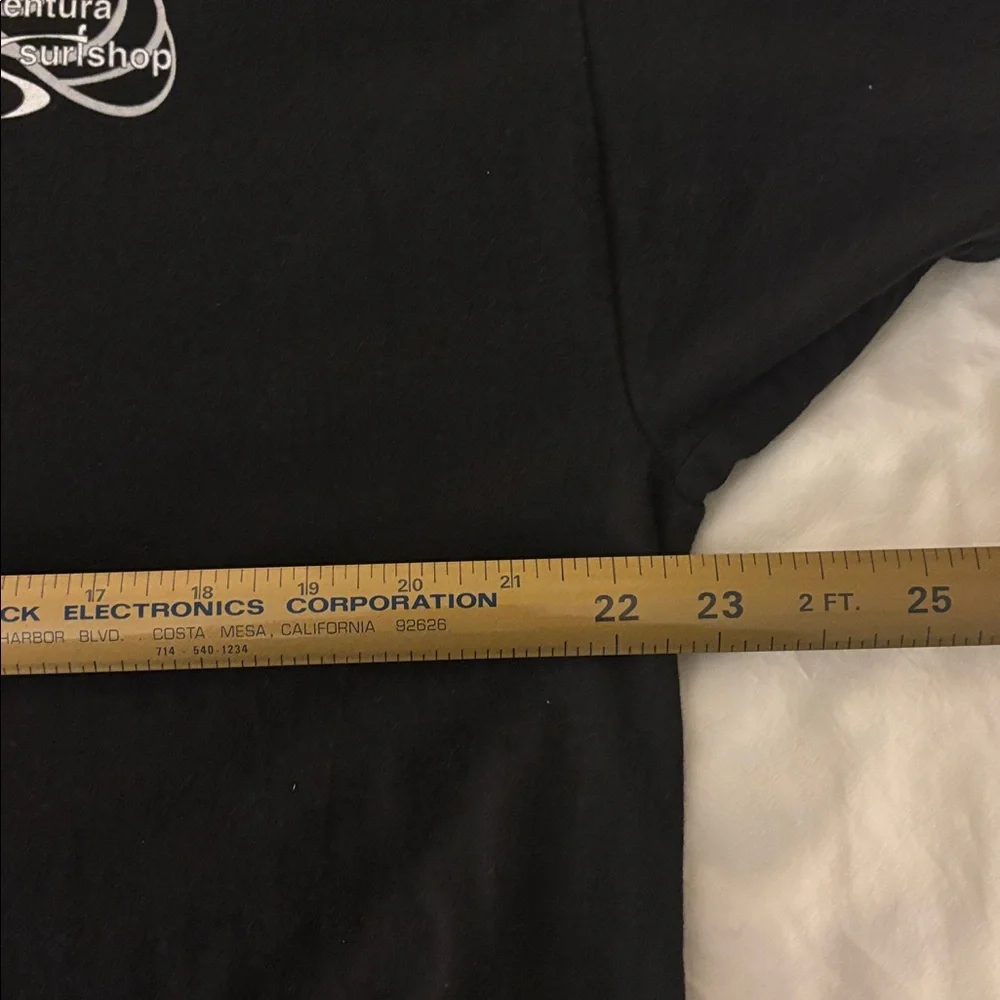 entura
surfshop
17 18 19 20 21
CK ELECTRONICS CORPORATION 22 23 2 FT. 25
HARBOR BLVD. . COSTA MESA, CALIFORNIA 92626
714 - 540-1234